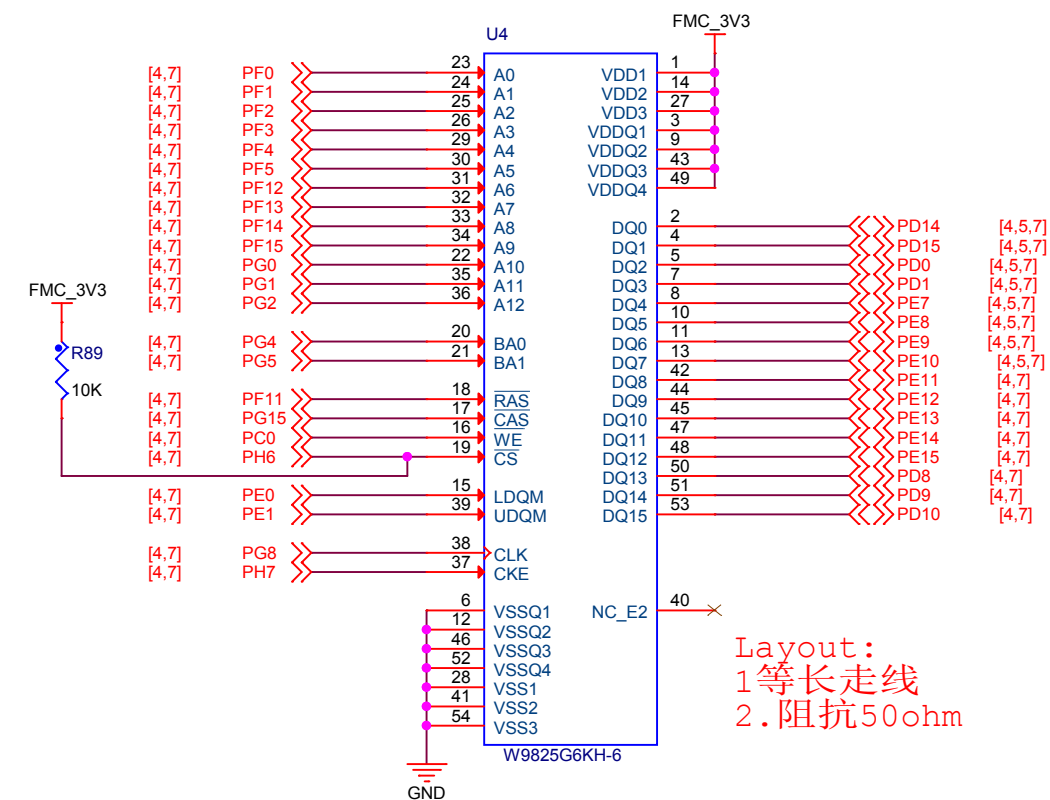 FMC_3V3
U4
[4,7] PF0 23 A0 VDD1 1
[4,7] PF1 24 A1 VDD2 14
[4,7] PF2 25 A2 VDD3 27
[4,7] PF3 26 A3 VDDQ1 3
[4,7] PF4 29 A4 VDDQ2 9
[4,7] PF5 30 A5 VDDQ3 43
[4,7] PF12 31 A6 VDDQ4 49
[4,7] PF13 32 A7
[4,7] PF14 33 A8 DQ0 2 PD14 [4,5,7]
[4,7] PF15 34 A9 DQ1 4 PD15 [4,5,7]
[4,7] PG0 22 A10 DQ2 5 PD0 [4,5,7]
[4,7] PG1 35 A11 DQ3 7 PD1 [4,5,7]
[4,7] PG2 36 A12 DQ4 8 PE7 [4,5,7]
FMC_3V3
DQ5 10 PE8 [4,5,7]
[4,7] PG4 20 BA0 DQ6 11 PE9 [4,5,7]
[4,7] PG5 21 BA1 DQ7 13 PE10 [4,5,7]
R89
10K
DQ8 42 PE11 [4,7]
[4,7] PF11 18 RAS DQ9 44 PE12 [4,7]
[4,7] PG15 17 CAS DQ10 45 PE13 [4,7]
[4,7] PC0 16 WE DQ11 47 PE14 [4,7]
[4,7] PH6 19 CS DQ12 48 PE15 [4,7]
DQ13 50 PD8 [4,7]
[4,7] PE0 15 LDQM DQ14 51 PD9 [4,7]
[4,7] PE1 39 UDQM DQ15 53 PD10 [4,7]
[4,7] PG8 38 CLK
[4,7] PH7 37 CKE
6 VSSQ1 NC_E2 40
12 VSSQ2
46 VSSQ3
52 VSSQ4
28 VSS1
41 VSS2
54 VSS3
Layout:
1等长走线
2.阻抗50ohm
W9825G6KH-6
GND